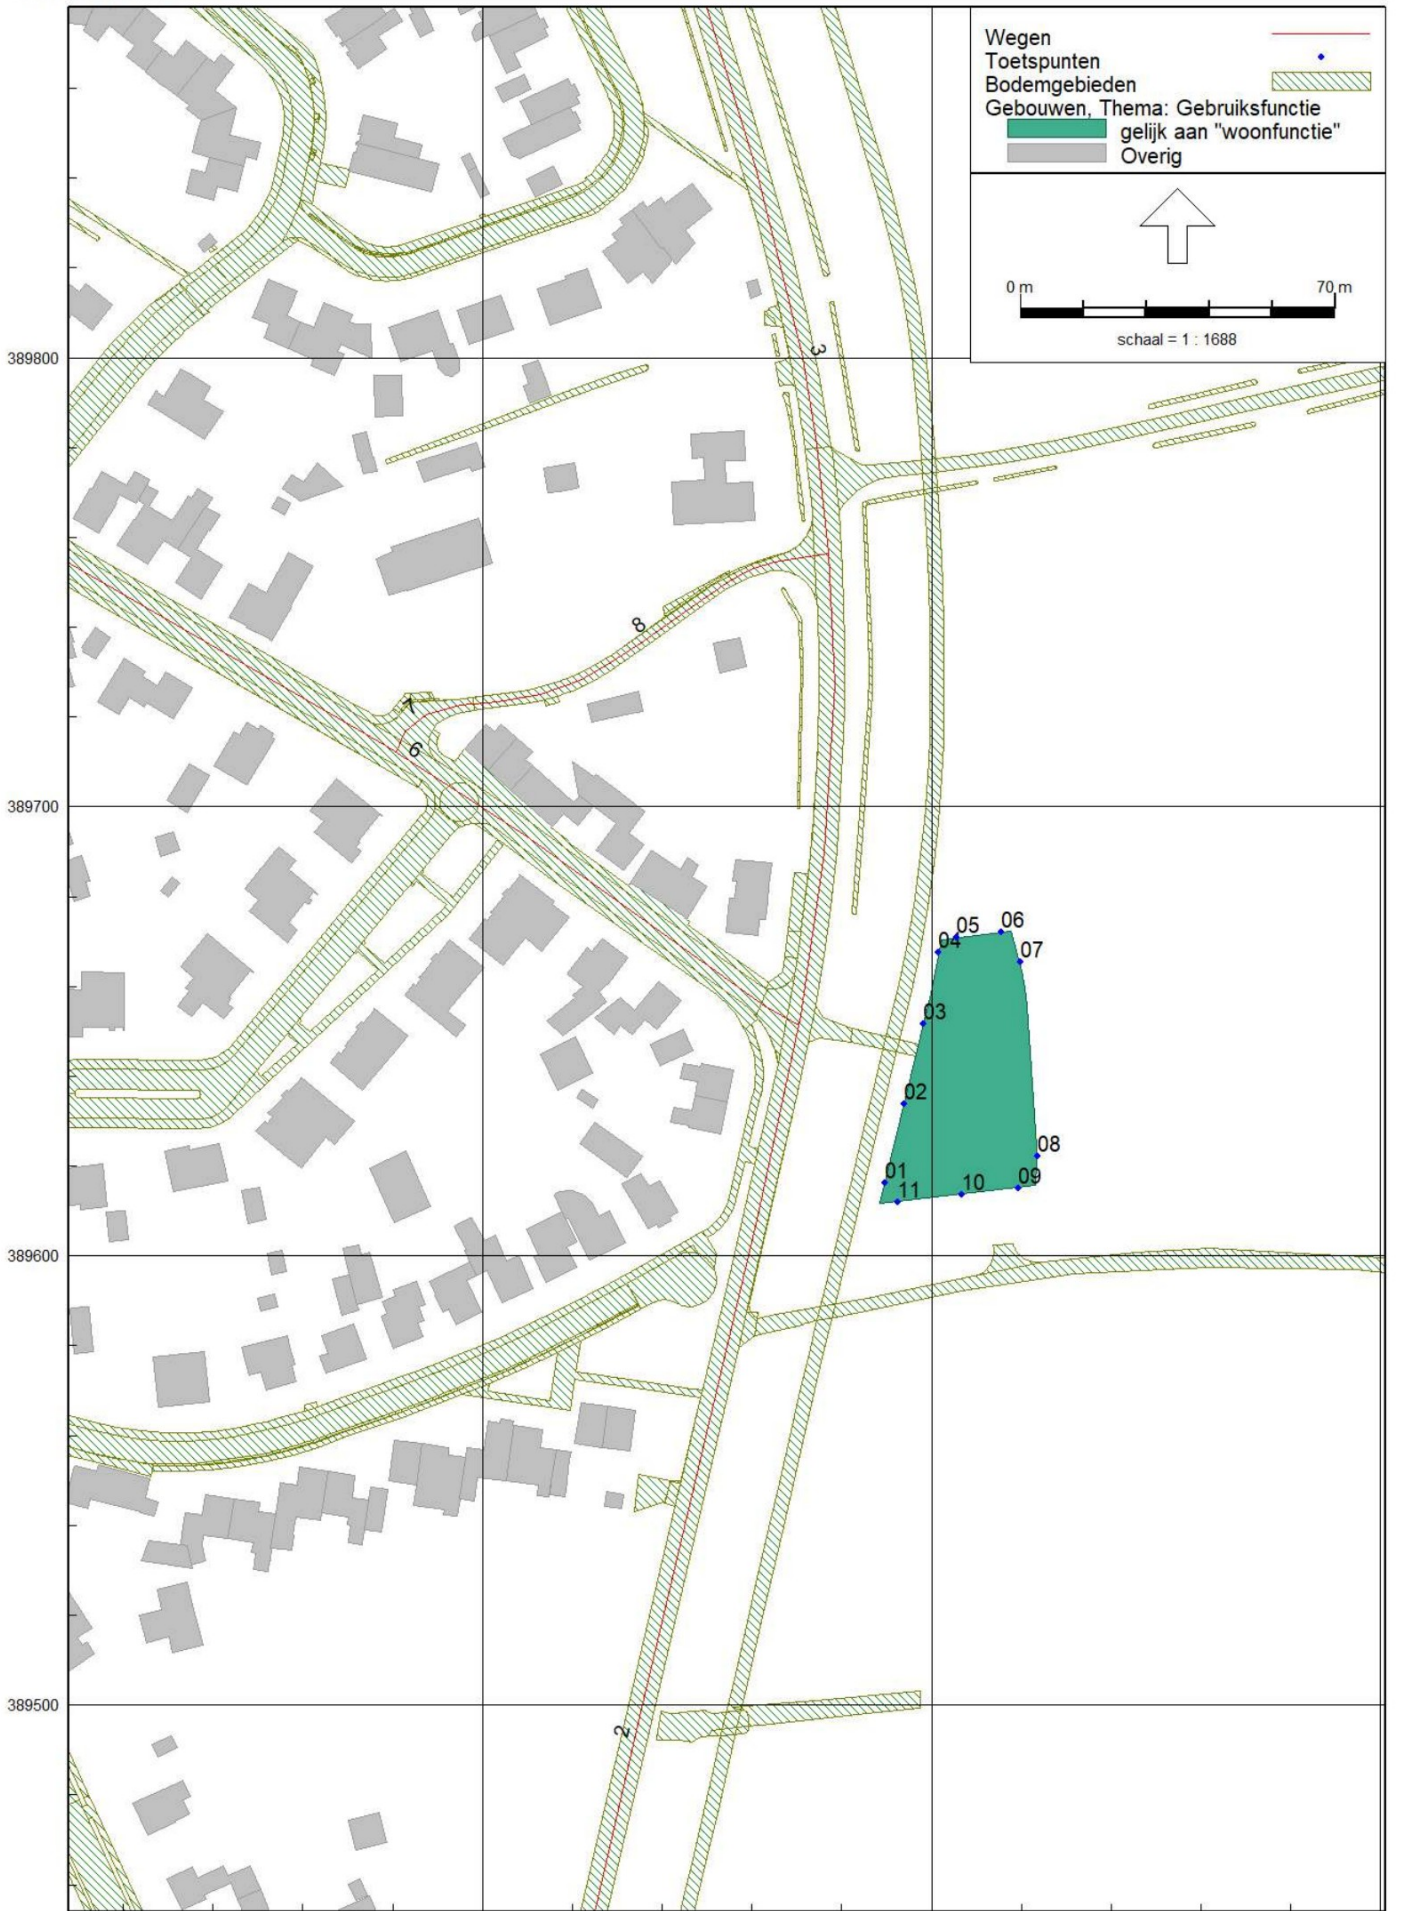 Wegen
Toetspunten
Bodemgebieden
Gebouwen, Thema: Gebruiksfunctie
gelijk aan "woonfunctie"
Overig
0 m 70 m
schaal = 1 : 1688
3
389800
8
7
6
389700
05 06
04
07
03
02
08
01
09
10
11
389600
389500
2